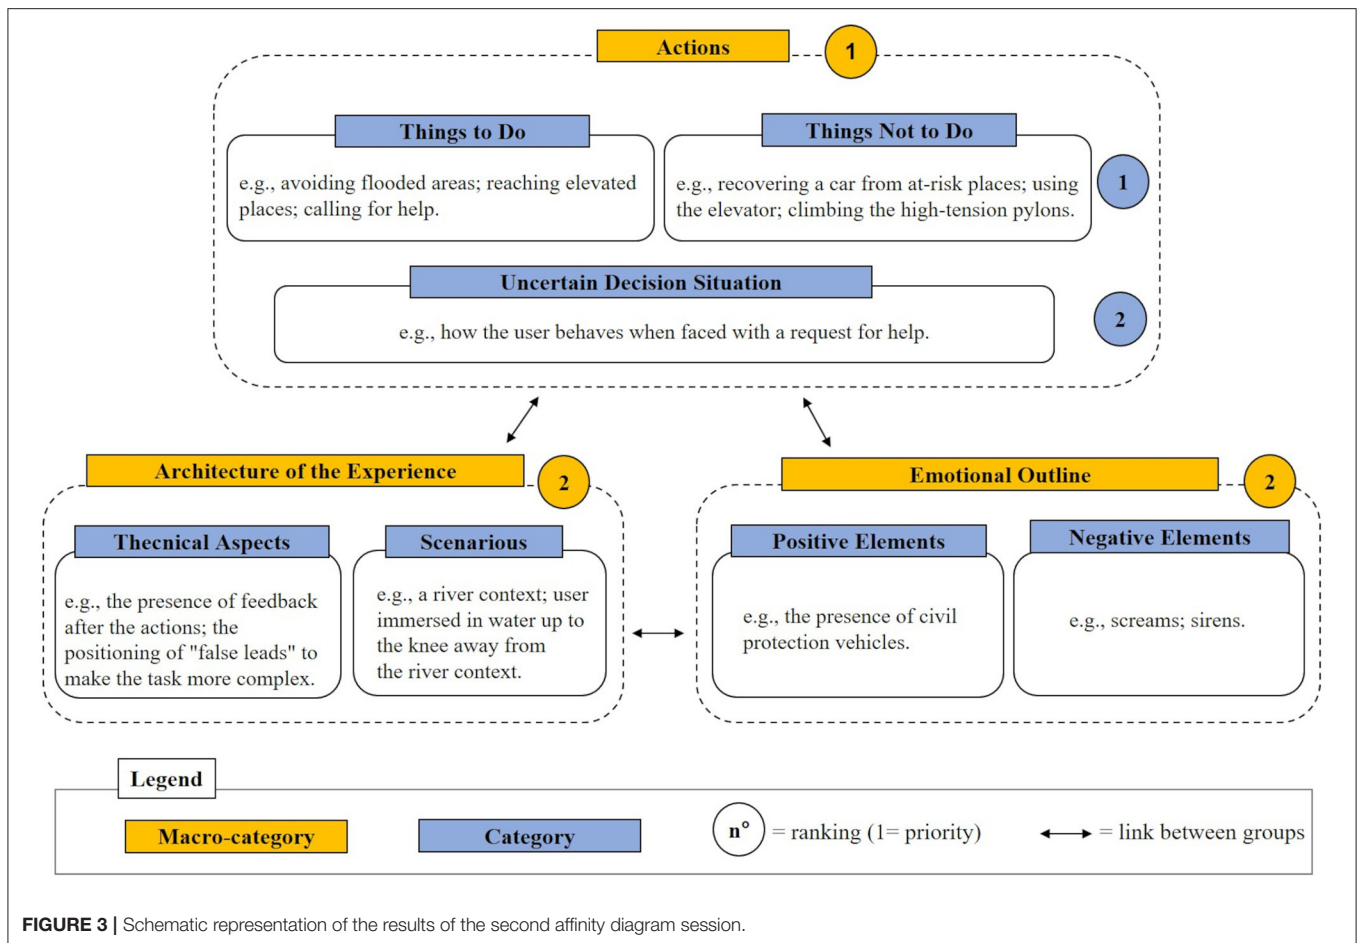 Actions
1
Things to Do
Things Not to Do
e.g., avoiding flooded areas; reaching elevated
places; calling for help.
e.g., recovering a car from at-risk places; using
the elevator; climbing the high-tension pylons.
1
Uncertain Decision Situation
e.g., how the user behaves when faced with a request for help.
2
Architecture of the Experience
2
Emotional Outline
2
Thecnical Aspects
Scenarious
Positive Elements
Negative Elements
e.g., the presence of feedback
after the actions; the
positioning of "false leads" to
make the task more complex.
e.g., a river context; user
immersed in water up to
the knee away from
the river context.
e.g., the presence of civil
protection vehicles.
e.g., screams; sirens.
Legend
Macro-category
Category
n° = ranking (1= priority)
= link between groups
FIGURE 3 | Schematic representation of the results of the second affinity diagram session.